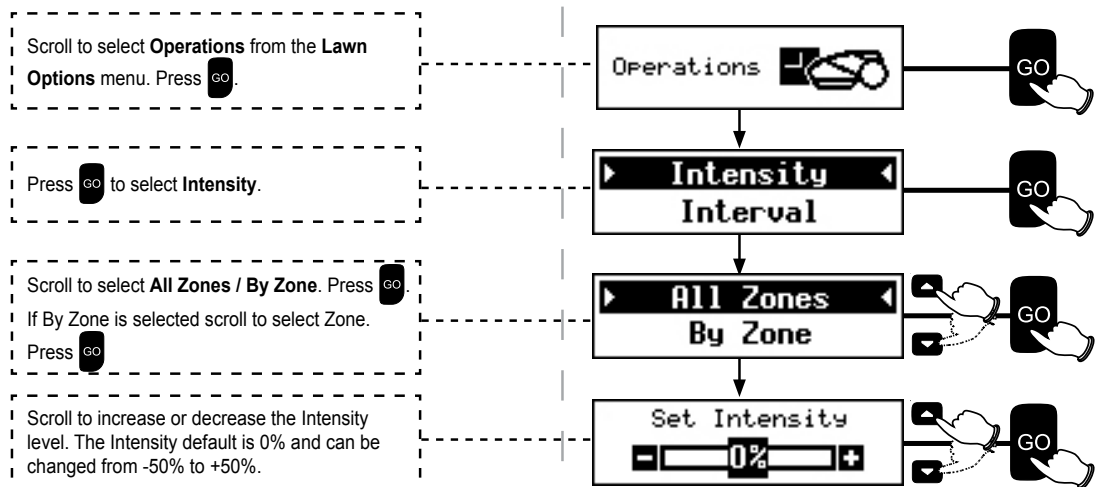 Scroll to select Operations from the Lawn
Options menu. Press GO.
Operations
GO
Press GO to select Intensity.
Intensity
Interval
GO
Scroll to select All Zones / By Zone. Press GO.
If By Zone is selected scroll to select Zone.
Press GO
All Zones
By Zone
GO
Scroll to increase or decrease the Intensity
level. The Intensity default is 0% and can be
changed from -50% to +50%.
Set Intensity
- 0% +
GO